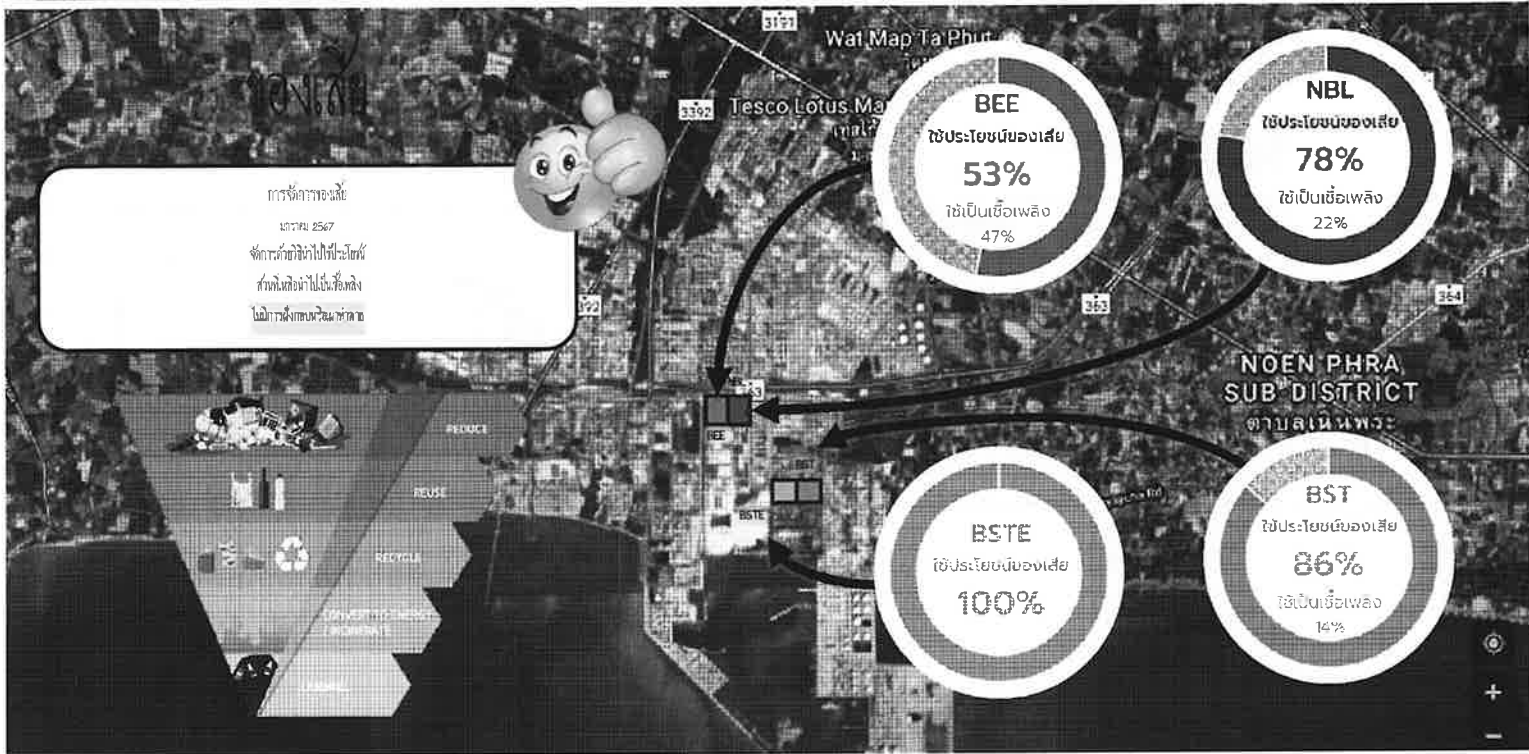 ของเสีย
การจัดการของเสีย
มกราคม 2567
จัดการด้วยวิธีนำไปใช้ประโยชน์
ส่วนที่เหลือนำไปเป็นเชื้อเพลิง
ไม่มีการฝังกลบหรือเผาทำลาย
REDUCE
REUSE
RECYCLE
LANDFILL
3191
Wat Map Ta Phut
3392
Tesco Lotus Ma
363
364
NOEN PHRA
SUB-DISTRICT
ตำบลเนินพระ
BEE
BST
BSTE
BEE
ใช้ประโยชน์ของเสีย
53%
ใช้เป็นเชื้อเพลิง
47%
NBL
ใช้ประโยชน์ของเสีย
78%
ใช้เป็นเชื้อเพลิง
22%
BSTE
ใช้ประโยชน์ของเสีย
100%
BST
ใช้ประโยชน์ของเสีย
86%
ใช้เป็นเชื้อเพลิง
14%